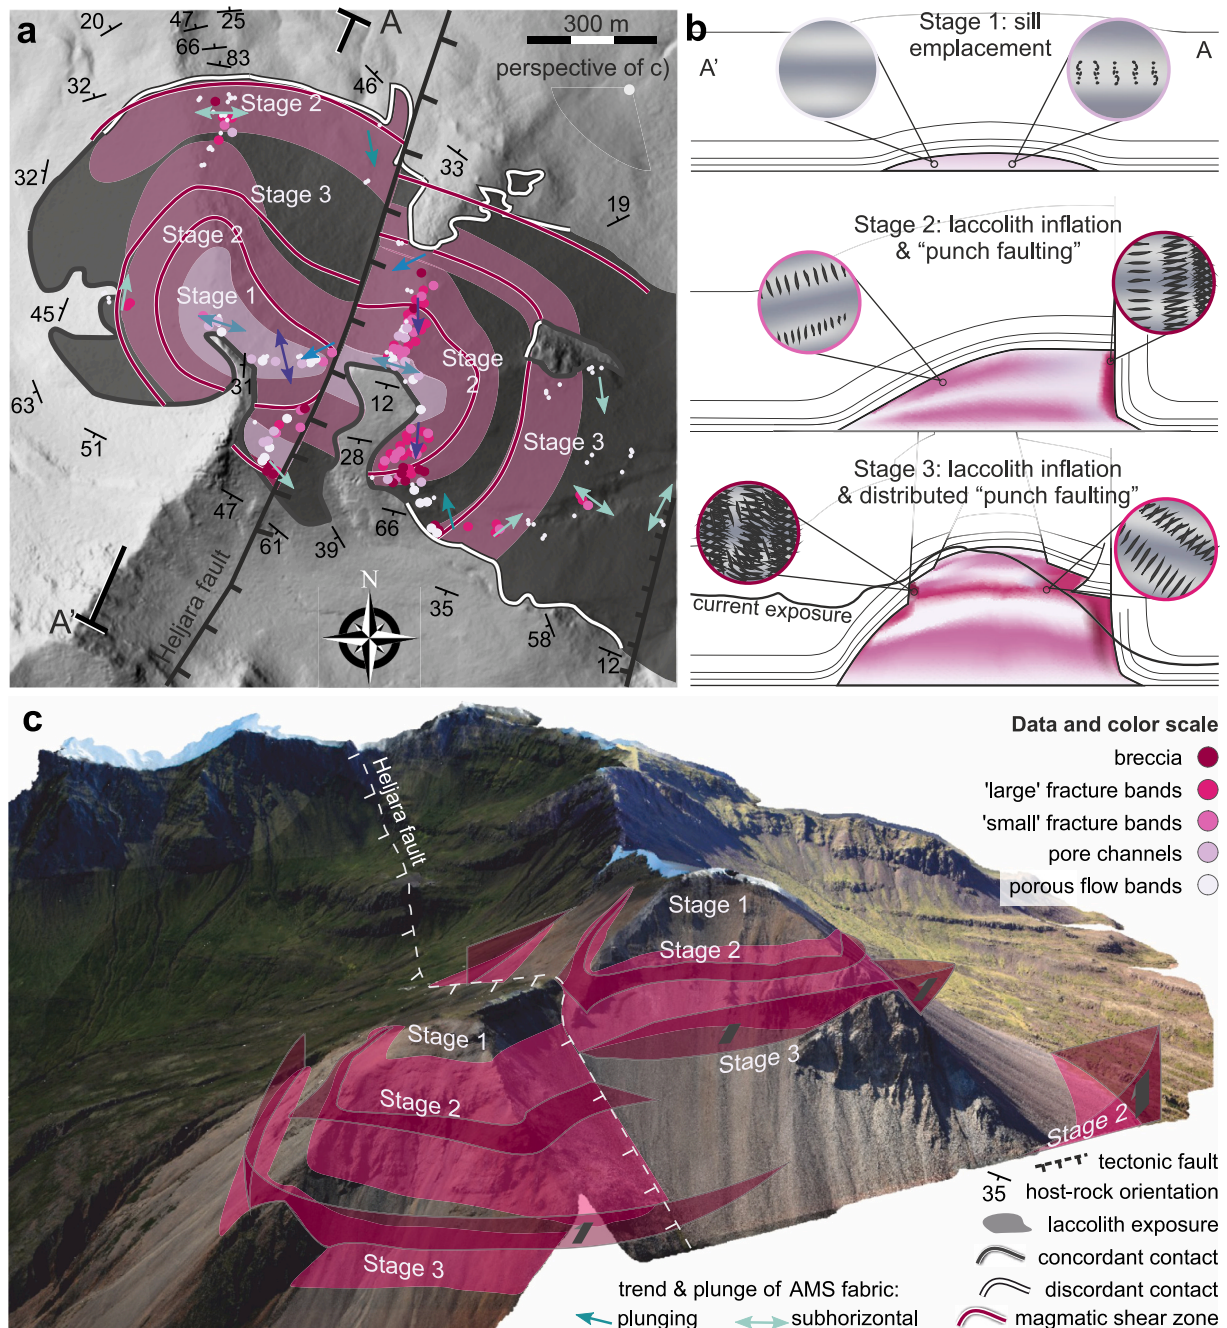 a
20
47
25
66
83
32
46
A
300 m
perspective of c)
Stage 2
33
32
Stage 3
19
Stage 2
Stage 1
45
31
12
Stage
2
63
51
Stage 3
28
47
66
61
39
35
58
12
N
A'
Heljara fault
b
Stage 1: sill
emplacement
A'
A
Stage 2: laccolith inflation
& "punch faulting"
Stage 3: laccolith inflation
& distributed "punch faulting"
current exposure
c
Heljara fault
Stage 1
Stage 2
Stage 3
Stage 1
Stage 2
Stage 3
Stage 2
Data and color scale
breccia
'large' fracture bands
'small' fracture bands
pore channels
porous flow bands
tectonic fault
35
host-rock orientation
laccolith exposure
concordant contact
discordant contact
magmatic shear zone
trend & plunge of AMS fabric:
plunging
subhorizontal